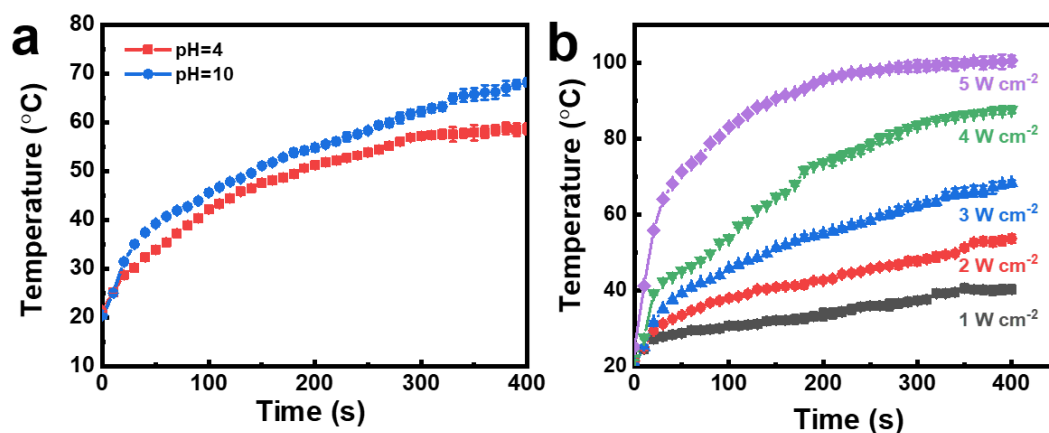 a
pH=4
pH=10
80
70
60
50
40
30
20
10
0
100
200
300
400
Temperature (°C)
Time (s)
b
5 W cm⁻²
4 W cm⁻²
3 W cm⁻²
2 W cm⁻²
1 W cm⁻²
100
80
60
40
20
0
100
200
300
400
Temperature (°C)
Time (s)